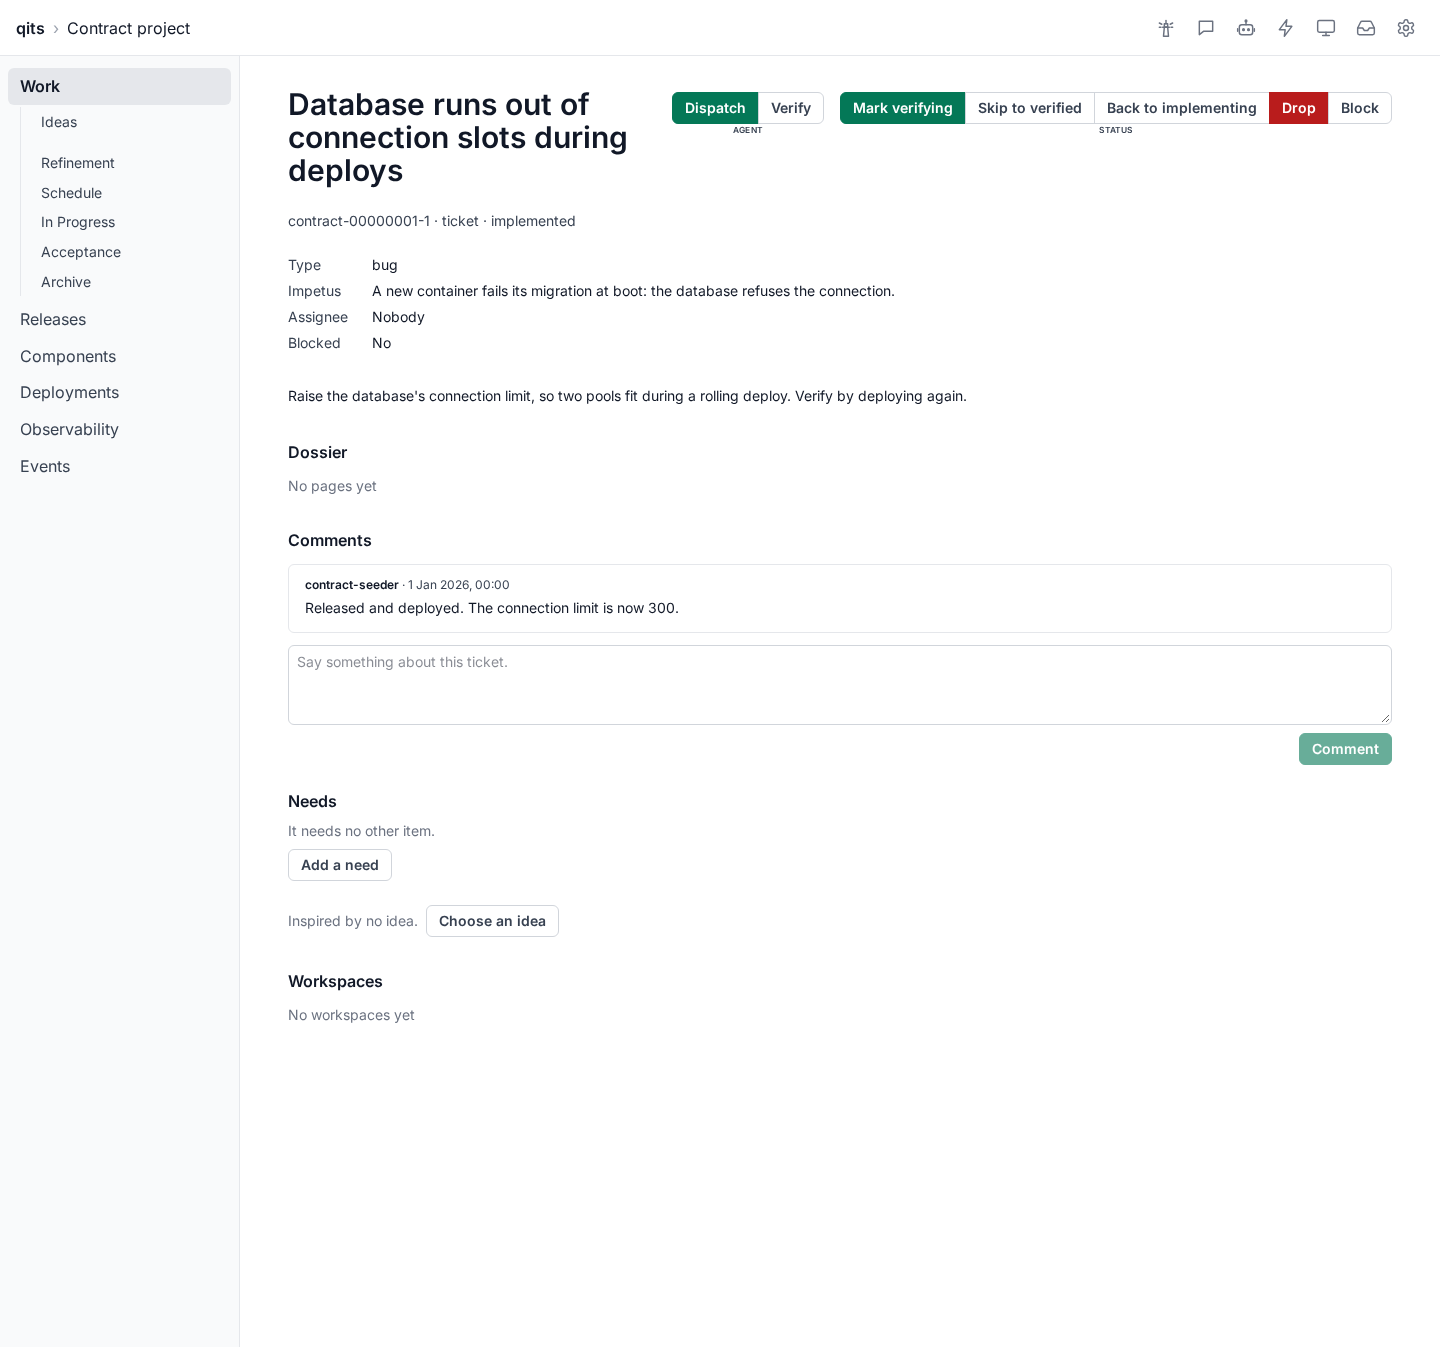 qits › Contract project
Work
Ideas
Refinement
Schedule
In Progress
Acceptance
Archive
Releases
Components
Deployments
Observability
Events
Database runs out of
connection slots during
deploys
Dispatch Verify
AGENT
Mark verifying Skip to verified Back to implementing Drop Block
STATUS
contract-00000001-1 · ticket · implemented
Type bug
Impetus A new container fails its migration at boot: the database refuses the connection.
Assignee Nobody
Blocked No
Raise the database's connection limit, so two pools fit during a rolling deploy. Verify by deploying again.
Dossier
No pages yet
Comments
contract-seeder · 1 Jan 2026, 00:00
Released and deployed. The connection limit is now 300.
Say something about this ticket.
Comment
Needs
It needs no other item.
Add a need
Inspired by no idea. Choose an idea
Workspaces
No workspaces yet